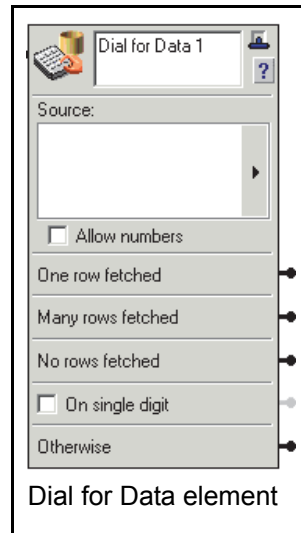 Dial for Data 1
?
Source:
Allow numbers
One row fetched
Many rows fetched
No rows fetched
On single digit
Otherwise
Dial for Data element